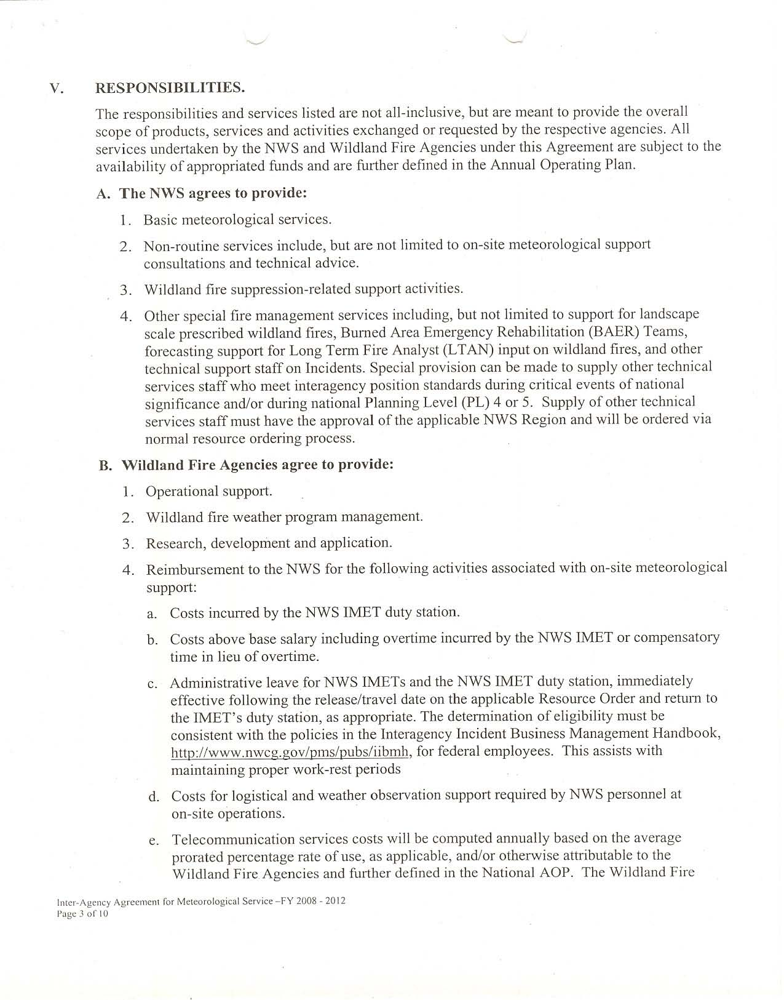 V. RESPONSIBILITIES.
The responsibilities and services listed are not all-inclusive, but are meant to provide the overall
scope of products, services and activities exchanged or requested by the respective agencies. All
services undertaken by the NWS and Wildland Fire Agencies under this Agreement are subject to the
availability of appropriated funds and are further defined in the Annual Operating Plan.
A. The NWS agrees to provide:
1. Basic meteorological services.
2. Non-routine services include, but are not limited to on-site meteorological support
consultations and technical advice.
3. Wildland fire suppression-related support activities.
4. Other special fire management services including, but not limited to support for landscape
scale prescribed wildland fires, Burned Area Emergency Rehabilitation (BAER) Teams,
forecasting support for Long Term Fire Analyst (LTAN) input on wildland fires, and other
technical support staff on Incidents. Special provision can be made to supply other technical
services staff who meet interagency position standards during critical events of national
significance and/or during national Planning Level (PL) 4 or 5. Supply of other technical
services staff must have the approval of the applicable NWS Region and will be ordered via
normal resource ordering process.
B. Wildland Fire Agencies agree to provide:
1. Operational support.
2. Wildland fire weather program management.
3. Research, development and application.
4. Reimbursement to the NWS for the following activities associated with on-site meteorological
support:
a. Costs incurred by the NWS IMET duty station.
b. Costs above base salary including overtime incurred by the NWS IMET or compensatory
time in lieu of overtime.
c. Administrative leave for NWS IMETs and the NWS IMET duty station, immediately
effective following the release/travel date on the applicable Resource Order and return to
the IMET's duty station, as appropriate. The determination of eligibility must be
consistent with the policies in the Interagency Incident Business Management Handbook,
http://www.nwcg.gov/pms/pubs/iibmh, for federal employees. This assists with
maintaining proper work-rest periods
d. Costs for logistical and weather observation support required by NWS personnel at
on-site operations.
e. Telecommunication services costs will be computed annually based on the average
prorated percentage rate of use, as applicable, and/or otherwise attributable to the
Wildland Fire Agencies and further defined in the National AOP. The Wildland Fire
Inter-Agency Agreement for Meteorological Service –FY 2008 - 2012
Page 3 of 10